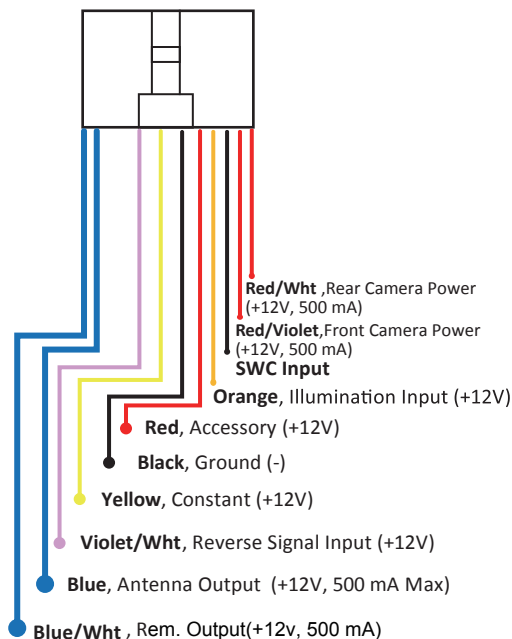 Red/Wht ,Rear Camera Power
(+12V, 500 mA)
Red/Violet,Front Camera Power
(+12V, 500 mA)
SWC Input
Orange, Illumination Input (+12V)
Red, Accessory (+12V)
Black, Ground (-)
Yellow, Constant (+12V)
Violet/Wht, Reverse Signal Input (+12V)
Blue, Antenna Output (+12V, 500 mA Max)
Blue/Wht , Rem. Output(+12v, 500 mA)